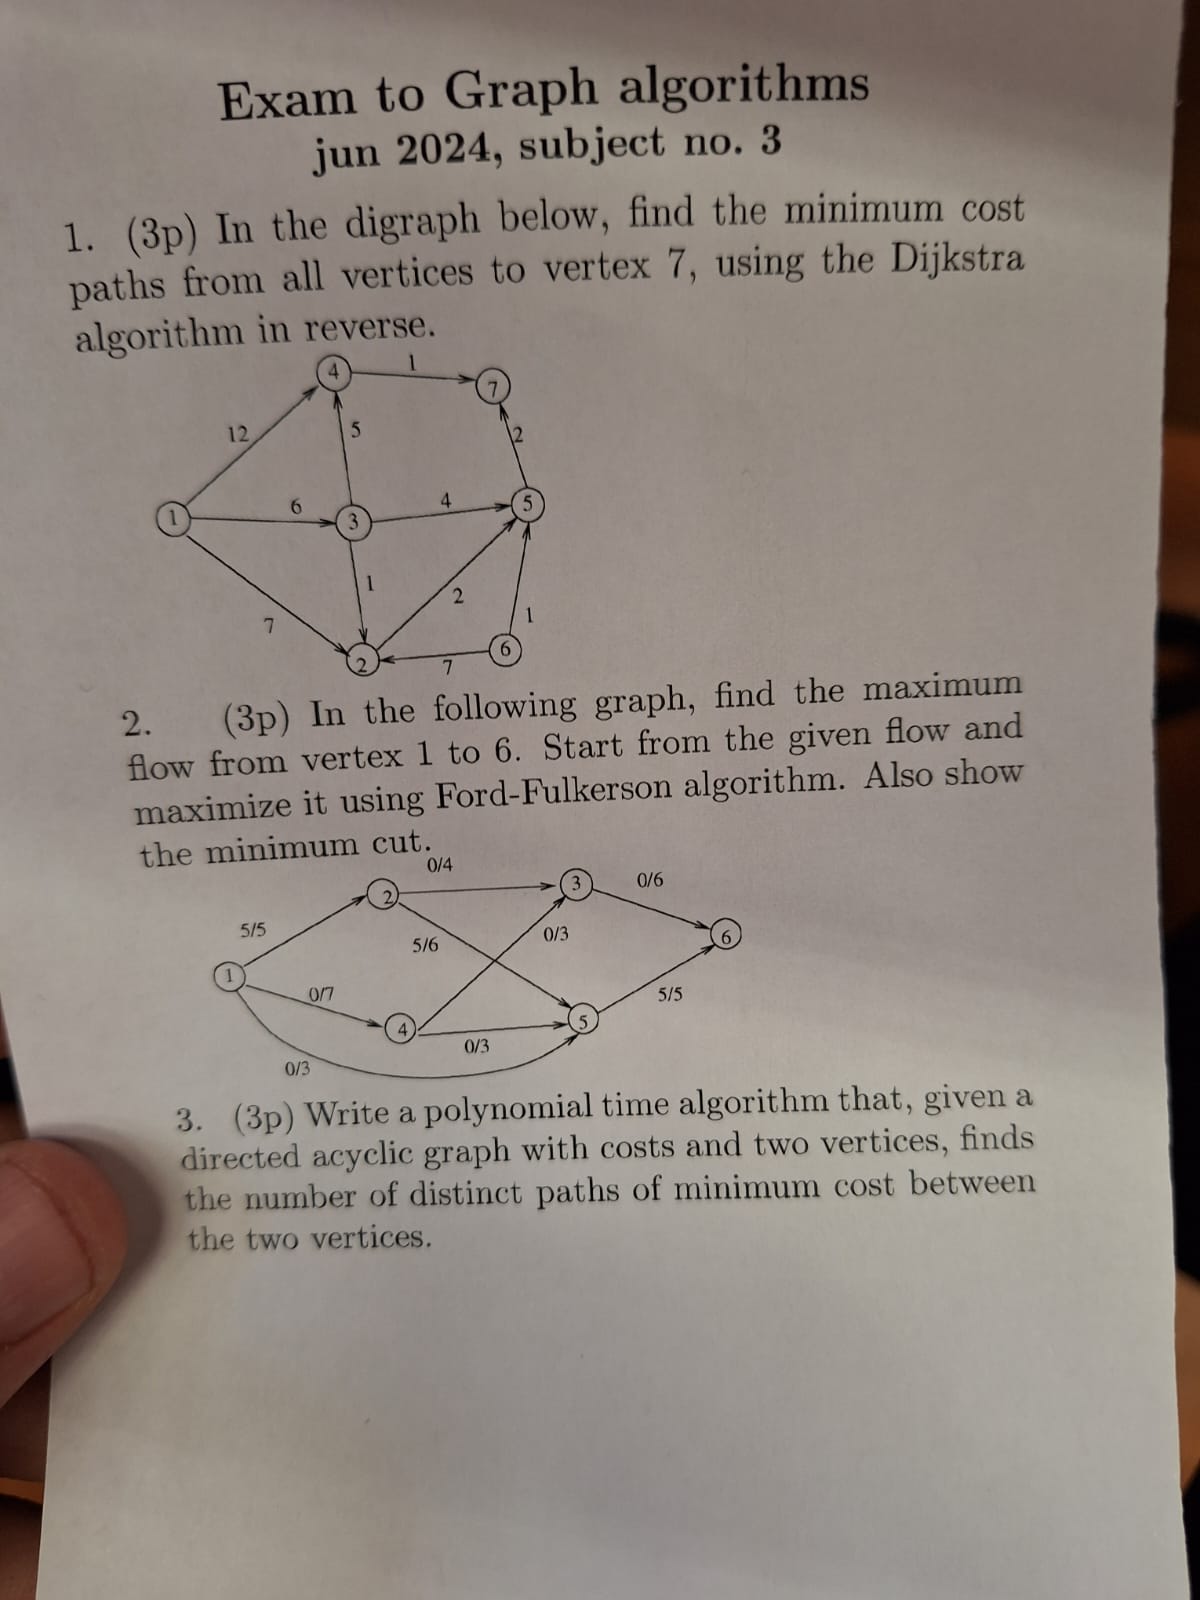 Exam to Graph algorithms
jun 2024, subject no. 3
1. (3p) In the digraph below, find the minimum cost
paths from all vertices to vertex 7, using the Dijkstra
algorithm in reverse.
4
1
7
12
5
2
1
6
3
4
5
1
2
7
1
2
7
6
2. (3p) In the following graph, find the maximum
flow from vertex 1 to 6. Start from the given flow and
maximize it using Ford-Fulkerson algorithm. Also show
the minimum cut.
0/4
2
3
0/6
5/5
5/6
0/3
6
1
0/7
5/5
4
5
0/3
0/3
3. (3p) Write a polynomial time algorithm that, given a
directed acyclic graph with costs and two vertices, finds
the number of distinct paths of minimum cost between
the two vertices.